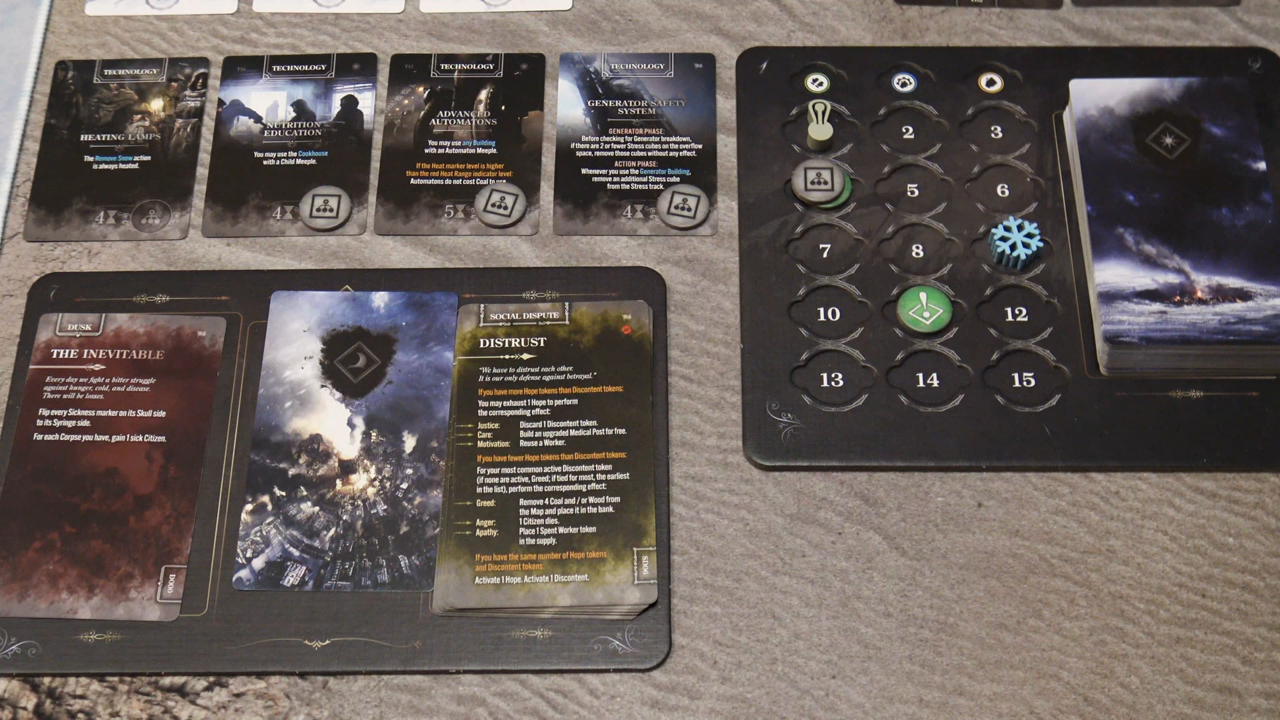 TECHNOLOGY
HEATING LAMPS
The Remove Snow action
is always heated.
4
TECHNOLOGY
NUTRITION
EDUCATION
You may use the Cookhouse
with a Child Meeple.
4
TECHNOLOGY
ADVANCED
AUTOMATONS
You may use any Building
with an Automaton Meeple.
If the Heat marker level is higher
than the red Heat Range indicator level:
Automatons do not cost Coal to use.
5
TECHNOLOGY
GENERATOR SAFETY
SYSTEM
GENERATOR PHASE:
Before checking for Generator breakdown,
if there are 2 or fewer Stress cubes on the overflow
space, remove those cubes without any effect.
ACTION PHASE:
Whenever you use the Generator Building,
remove an additional Stress cube
from the Stress track.
4
2
3
5
6
7
8
10
12
13
14
15
DUSK
THE INEVITABLE
Every day we fight a bitter struggle
against hunger, cold, and disease.
There will be losses.
Flip every Sickness marker on its Skull side
to its Syringe side.
For each Corpse you have, gain 1 sick Citizen.
SOCIAL DISPUTE
DISTRUST
"We have to distrust each other.
It is our only defense against betrayal."
If you have more Hope tokens than Discontent tokens:
You may exhaust 1 Hope to perform
the corresponding effect:
Justice: Discard 1 Discontent token.
Care: Build an upgraded Medical Post for free.
Motivation: Reuse a Worker.
If you have fewer Hope tokens than Discontent tokens:
For your most common active Discontent token
(if none are active, Greed; if tied for most, the earliest
in the list), perform the corresponding effect:
Greed: Remove 4 Coal and / or Wood from
the Map and place it in the bank.
Anger: 1 Citizen dies.
Apathy: Place 1 Spent Worker token
in the supply.
If you have the same number of Hope tokens
and Discontent tokens:
Activate 1 Hope. Activate 1 Discontent.